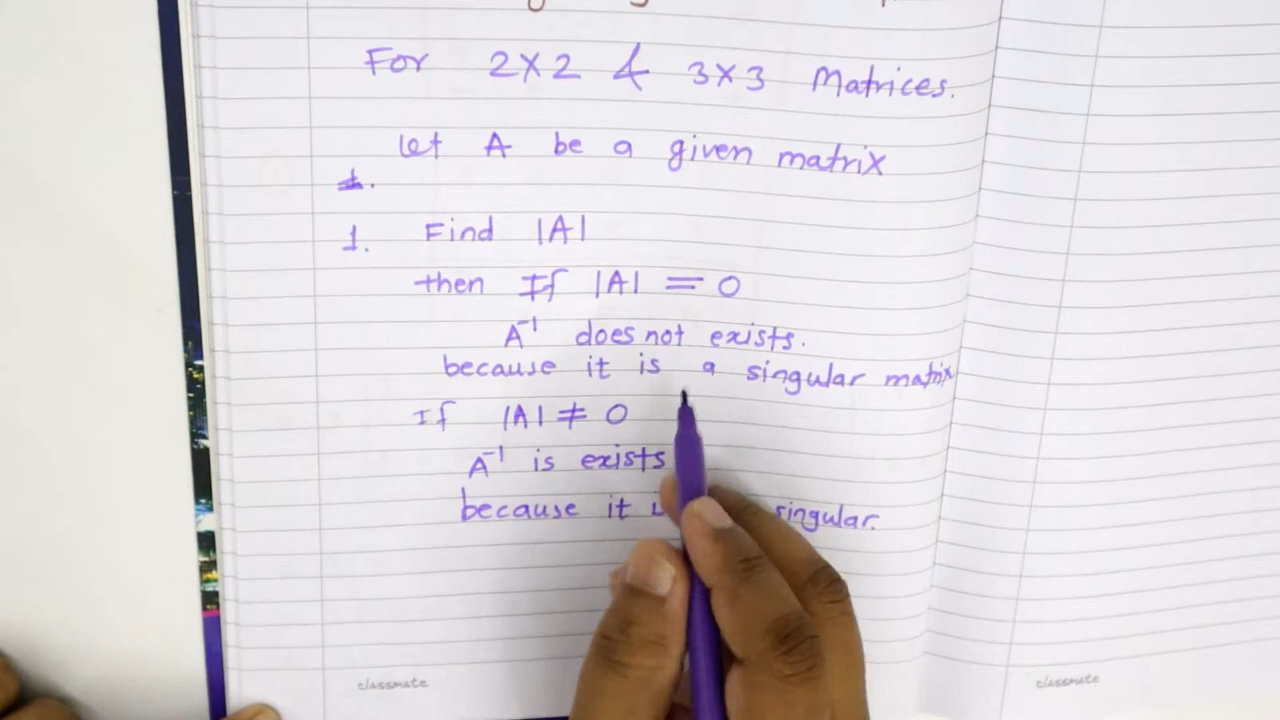 For 2×2 & 3×3 Matrices.
Let A be a given matrix
1.
1. Find |A|
then If |A| = 0
A⁻¹ does not exists.
because it is a singular matrix
If |A| ≠ 0
A⁻¹ is exists
because it singular.
classmate
classmate